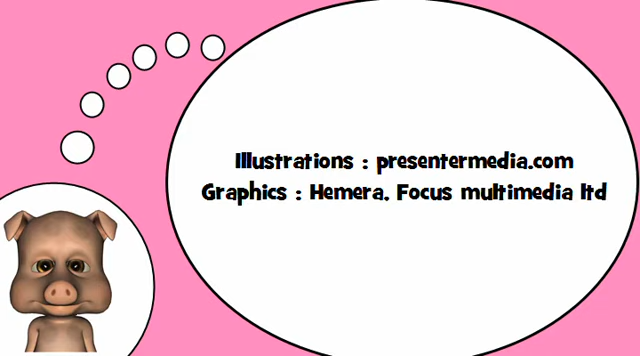 Illustrations : presentermedia.com
Graphics : Hemera. Focus multimedia ltd